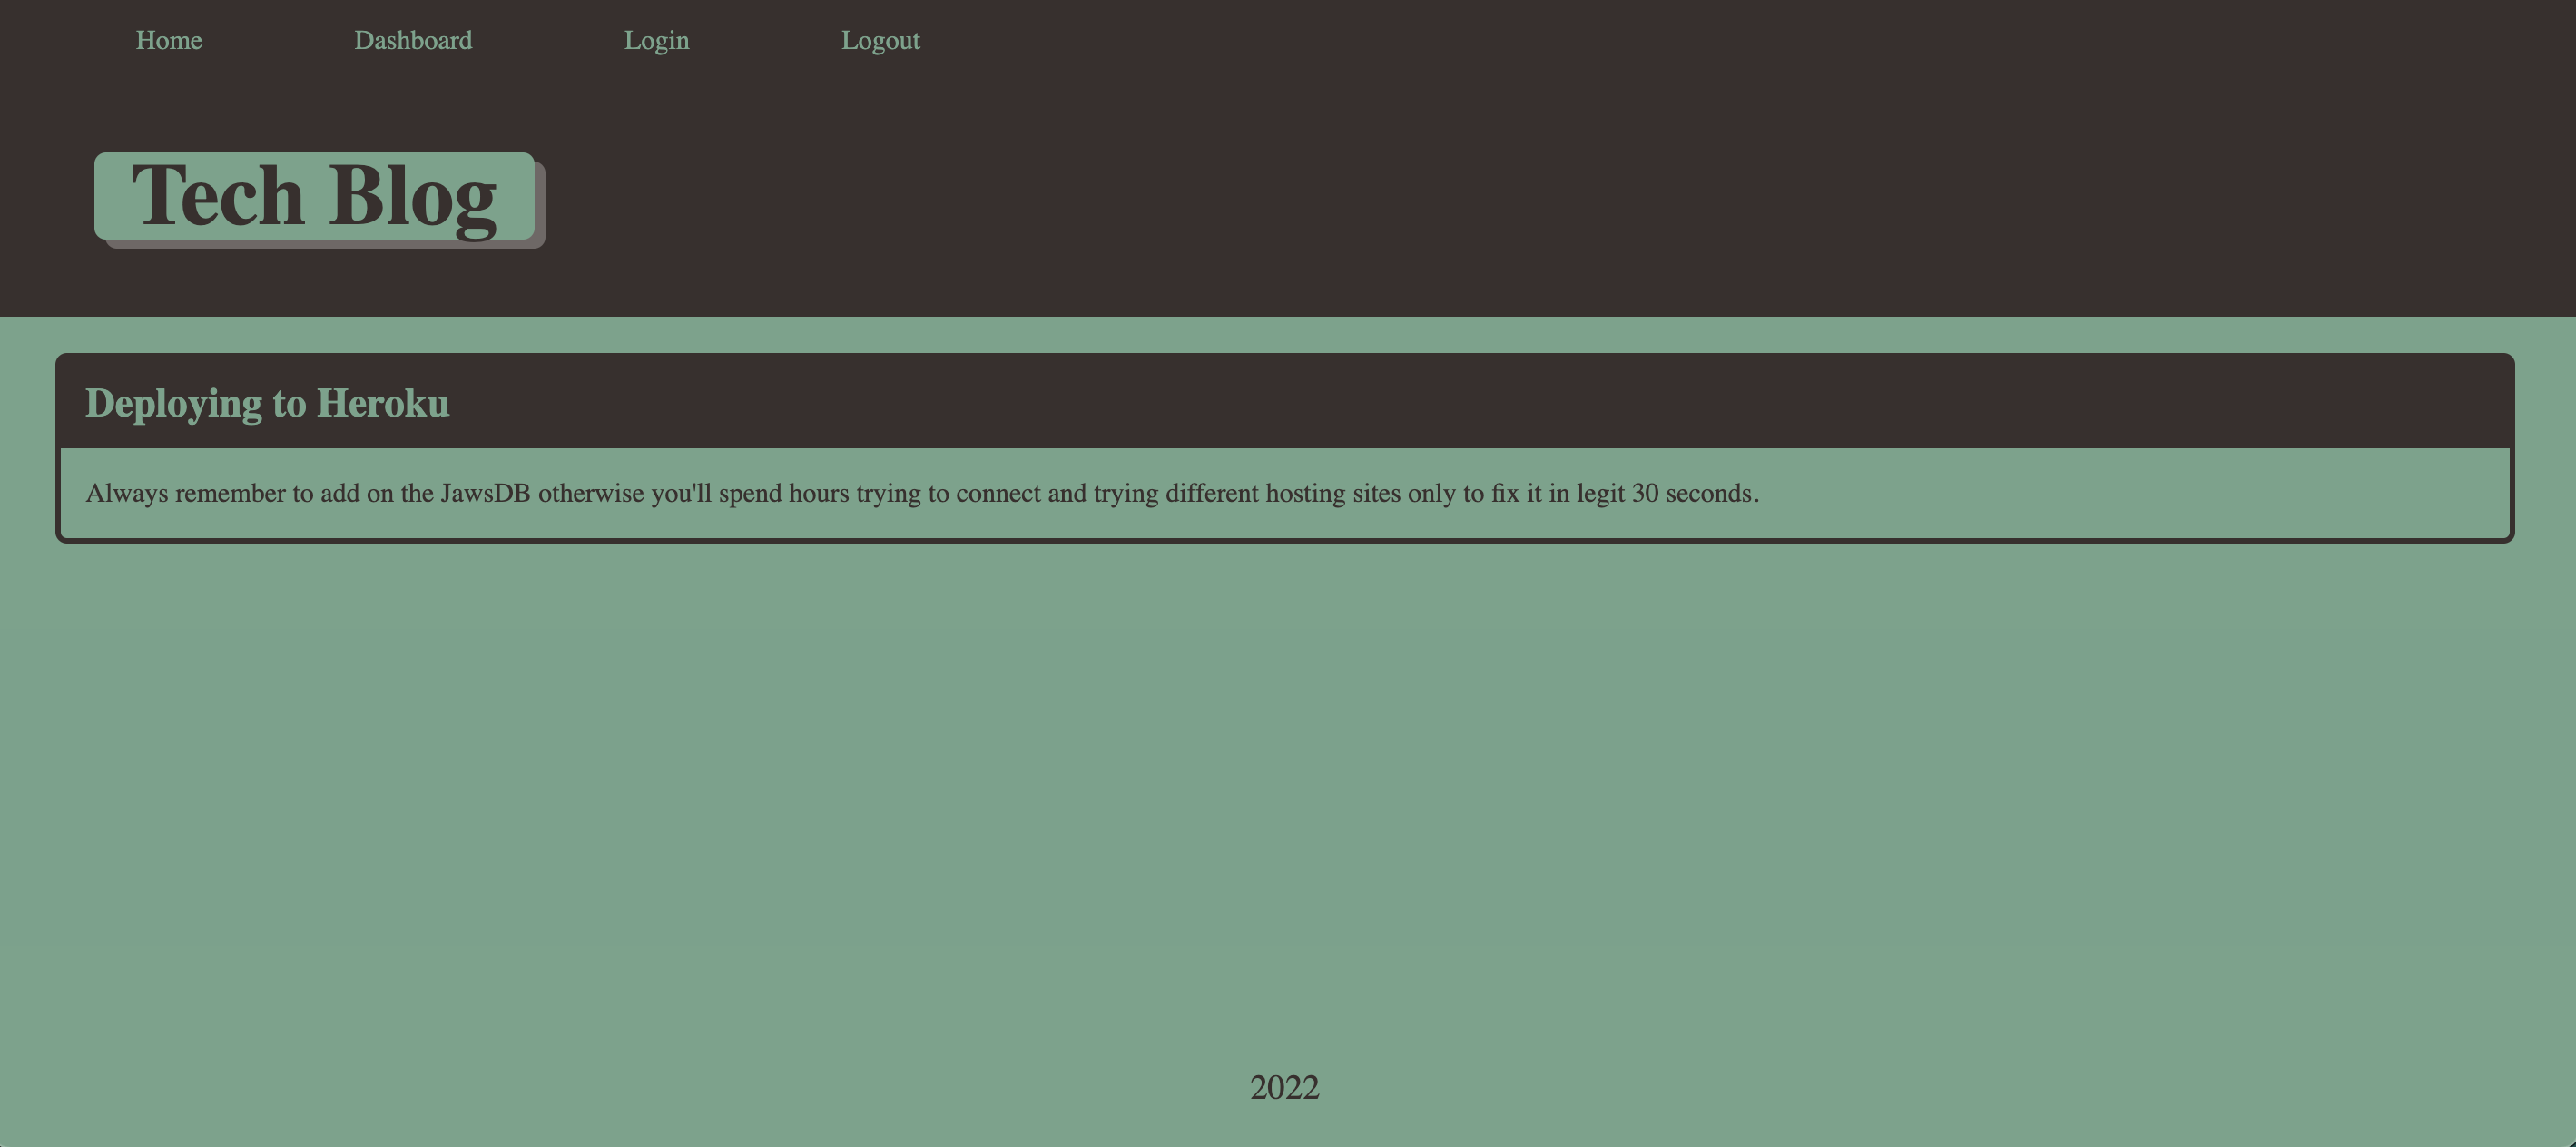 Home Dashboard Login Logout
Tech Blog
Deploying to Heroku
Always remember to add on the JawsDB otherwise you'll spend hours trying to connect and trying different hosting sites only to fix it in legit 30 seconds.
2022